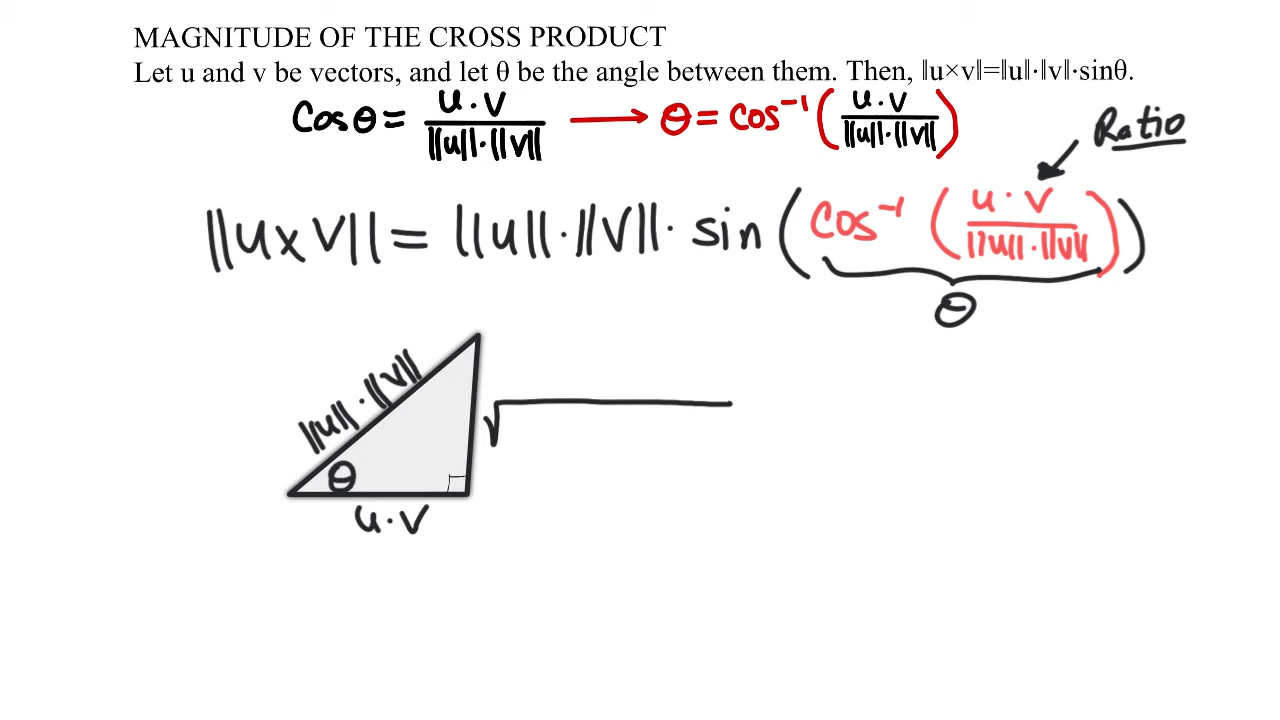 MAGNITUDE OF THE CROSS PRODUCT
Let u and v be vectors, and let θ be the angle between them. Then, ‖u×v‖=‖u‖·‖v‖·sinθ.
Cosθ = u·v / ||u||·||v|| → θ = cos⁻¹(u·v / ||u||·||v||)
Ratio
||u×v|| = ||u||·||v||· sin(cos⁻¹(u·v / ||u||·||v||))
θ
||u||·||v||
√
θ
u·v